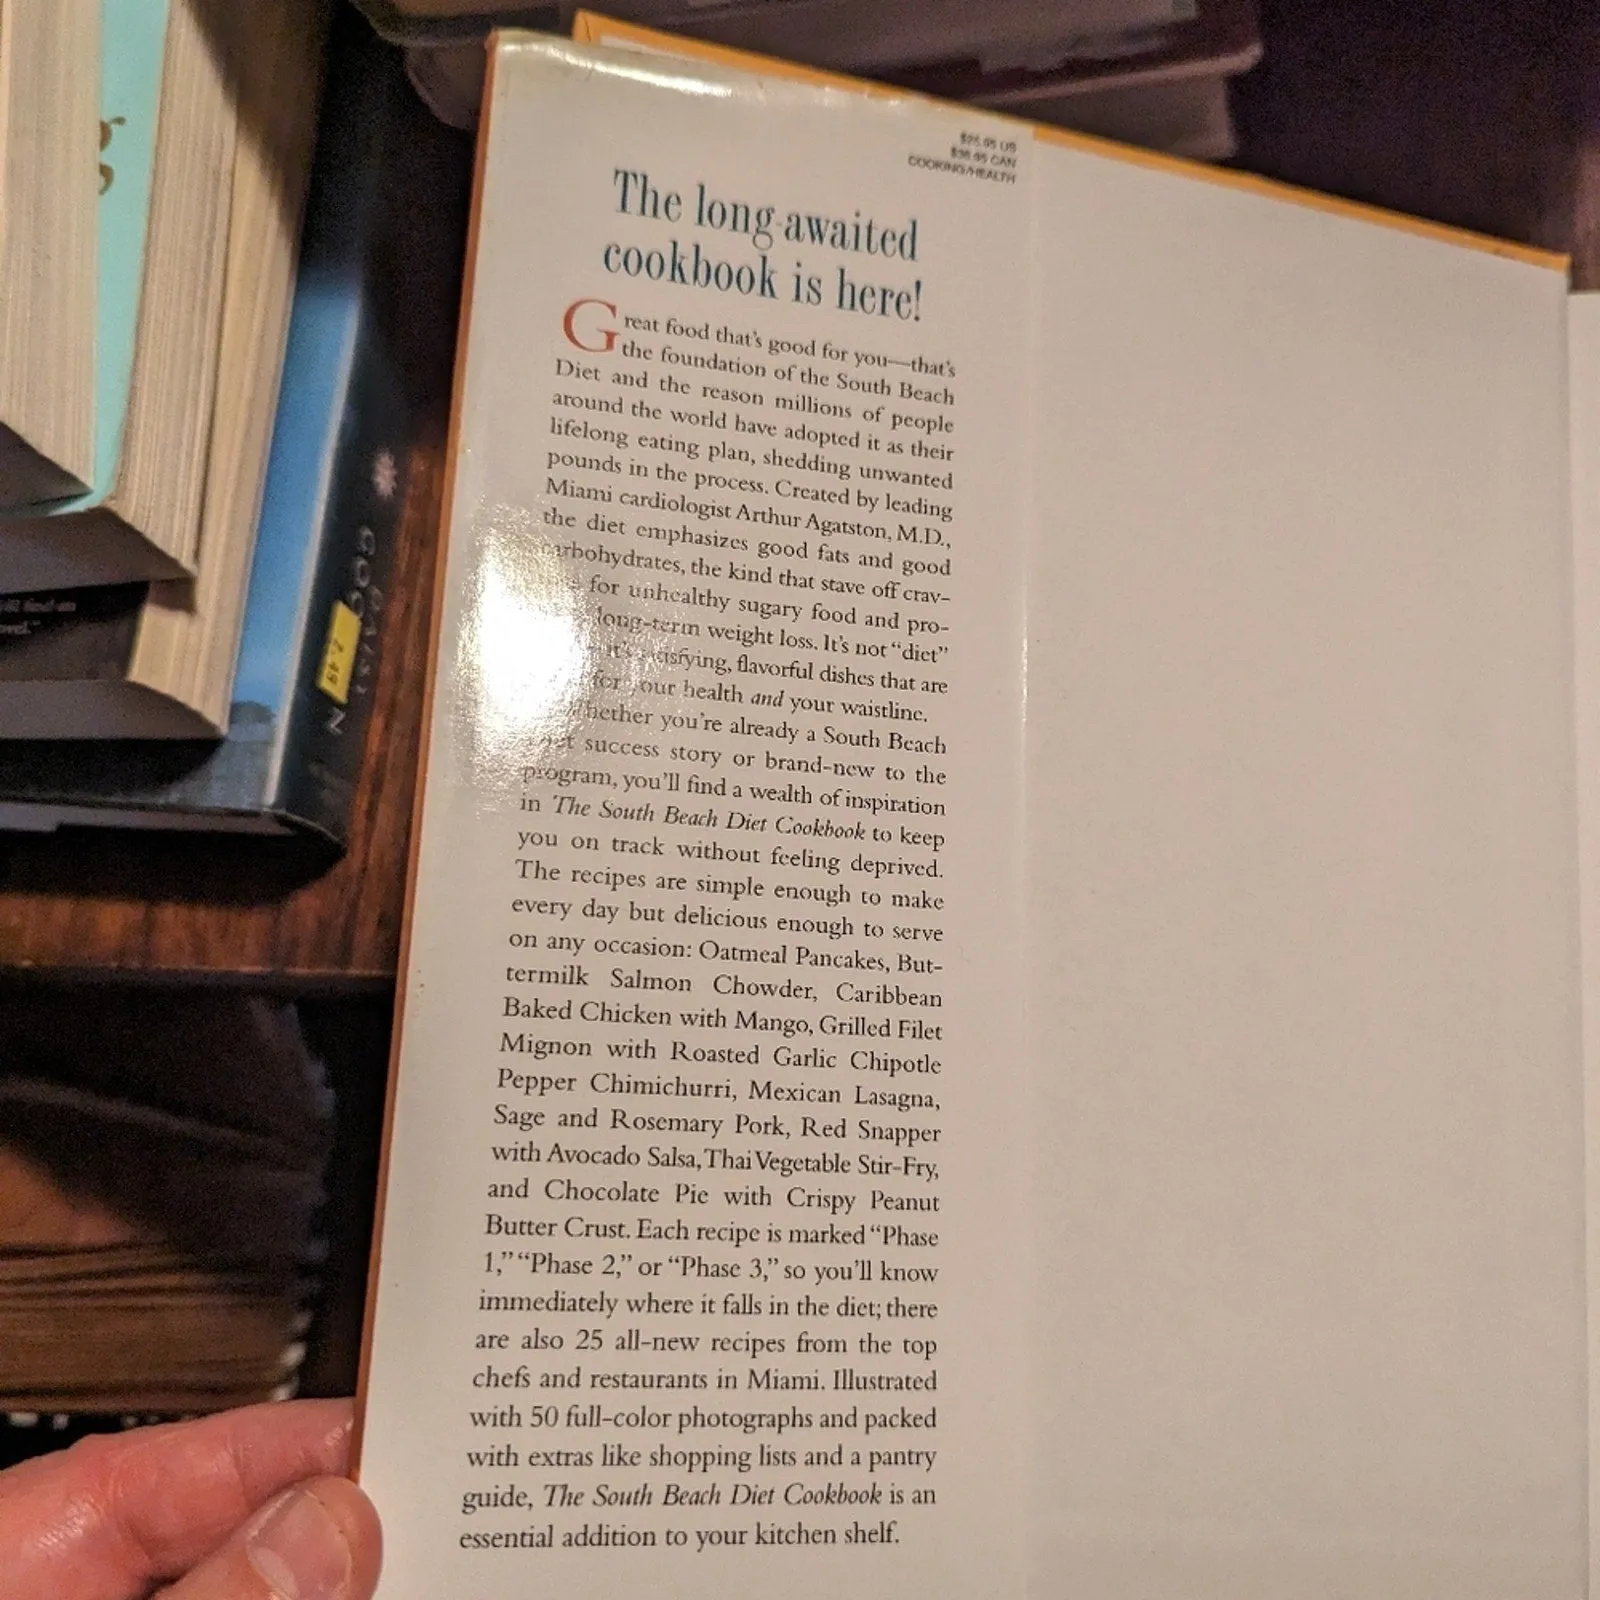 $25.95 US
$38.95 CAN
COOKING/HEALTH
The long-awaited
cookbook is here!
Great food that's good for you—that's
the foundation of the South Beach
Diet and the reason millions of people
around the world have adopted it as their
lifelong eating plan, shedding unwanted
pounds in the process. Created by leading
Miami cardiologist Arthur Agatston, M.D.,
the diet emphasizes good fats and good
carbohydrates, the kind that stave off crav-
for unhealthy sugary food and pro-
long-term weight loss. It's not "diet"
it's satisfying, flavorful dishes that are
for your health and your waistline.
Whether you're already a South Beach
Diet success story or brand-new to the
program, you'll find a wealth of inspiration
in The South Beach Diet Cookbook to keep
you on track without feeling deprived.
The recipes are simple enough to make
every day but delicious enough to serve
on any occasion: Oatmeal Pancakes, But-
termilk Salmon Chowder, Caribbean
Baked Chicken with Mango, Grilled Filet
Mignon with Roasted Garlic Chipotle
Pepper Chimichurri, Mexican Lasagna,
Sage and Rosemary Pork, Red Snapper
with Avocado Salsa, Thai Vegetable Stir-Fry,
and Chocolate Pie with Crispy Peanut
Butter Crust. Each recipe is marked "Phase
1," "Phase 2," or "Phase 3," so you'll know
immediately where it falls in the diet; there
are also 25 all-new recipes from the top
chefs and restaurants in Miami. Illustrated
with 50 full-color photographs and packed
with extras like shopping lists and a pantry
guide, The South Beach Diet Cookbook is an
essential addition to your kitchen shelf.